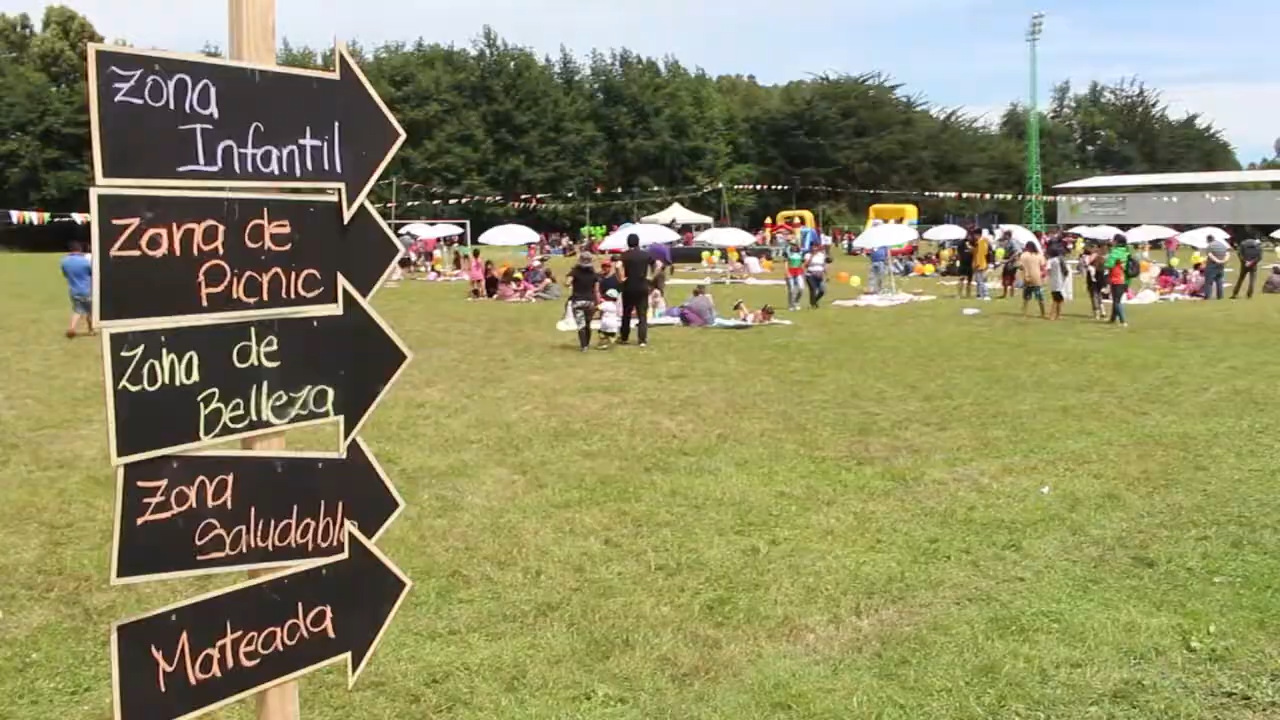 Zona
Infantil
Zona de
Picnic
Zona de
Belleza
Zona
Saludable
Mateada